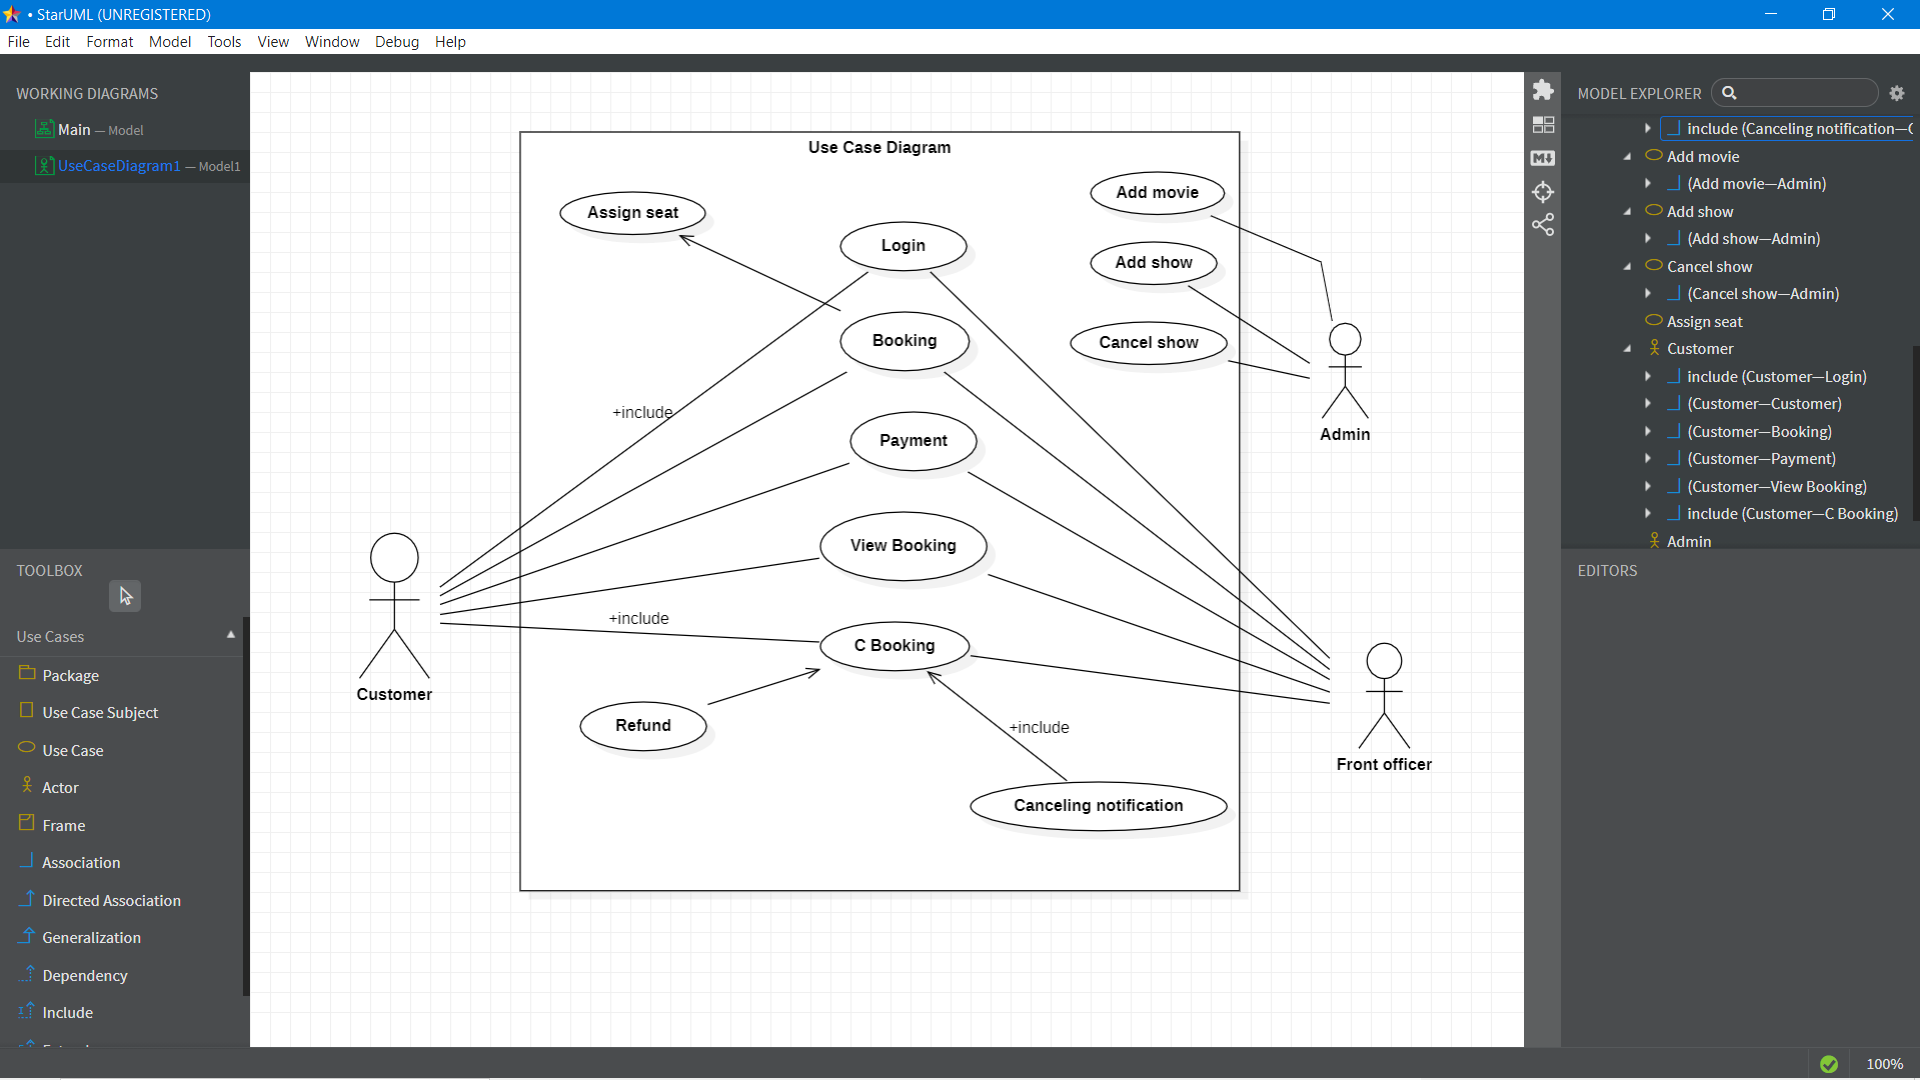 • StarUML (UNREGISTERED)
File Edit Format Model Tools View Window Debug Help
WORKING DIAGRAMS
Main — Model
UseCaseDiagram1 — Model1
TOOLBOX
Use Cases
Package
Use Case Subject
Use Case
Actor
Frame
Association
Directed Association
Generalization
Dependency
Include
Use Case Diagram
Assign seat
Login
Booking
Payment
View Booking
C Booking
Refund
Canceling notification
Add movie
Add show
Cancel show
+include
+include
+include
Customer
Admin
Front officer
MODEL EXPLORER
include (Canceling notification—C
Add movie
(Add movie—Admin)
Add show
(Add show—Admin)
Cancel show
(Cancel show—Admin)
Assign seat
Customer
include (Customer—Login)
(Customer—Customer)
(Customer—Booking)
(Customer—Payment)
(Customer—View Booking)
include (Customer—C Booking)
Admin
EDITORS
100%